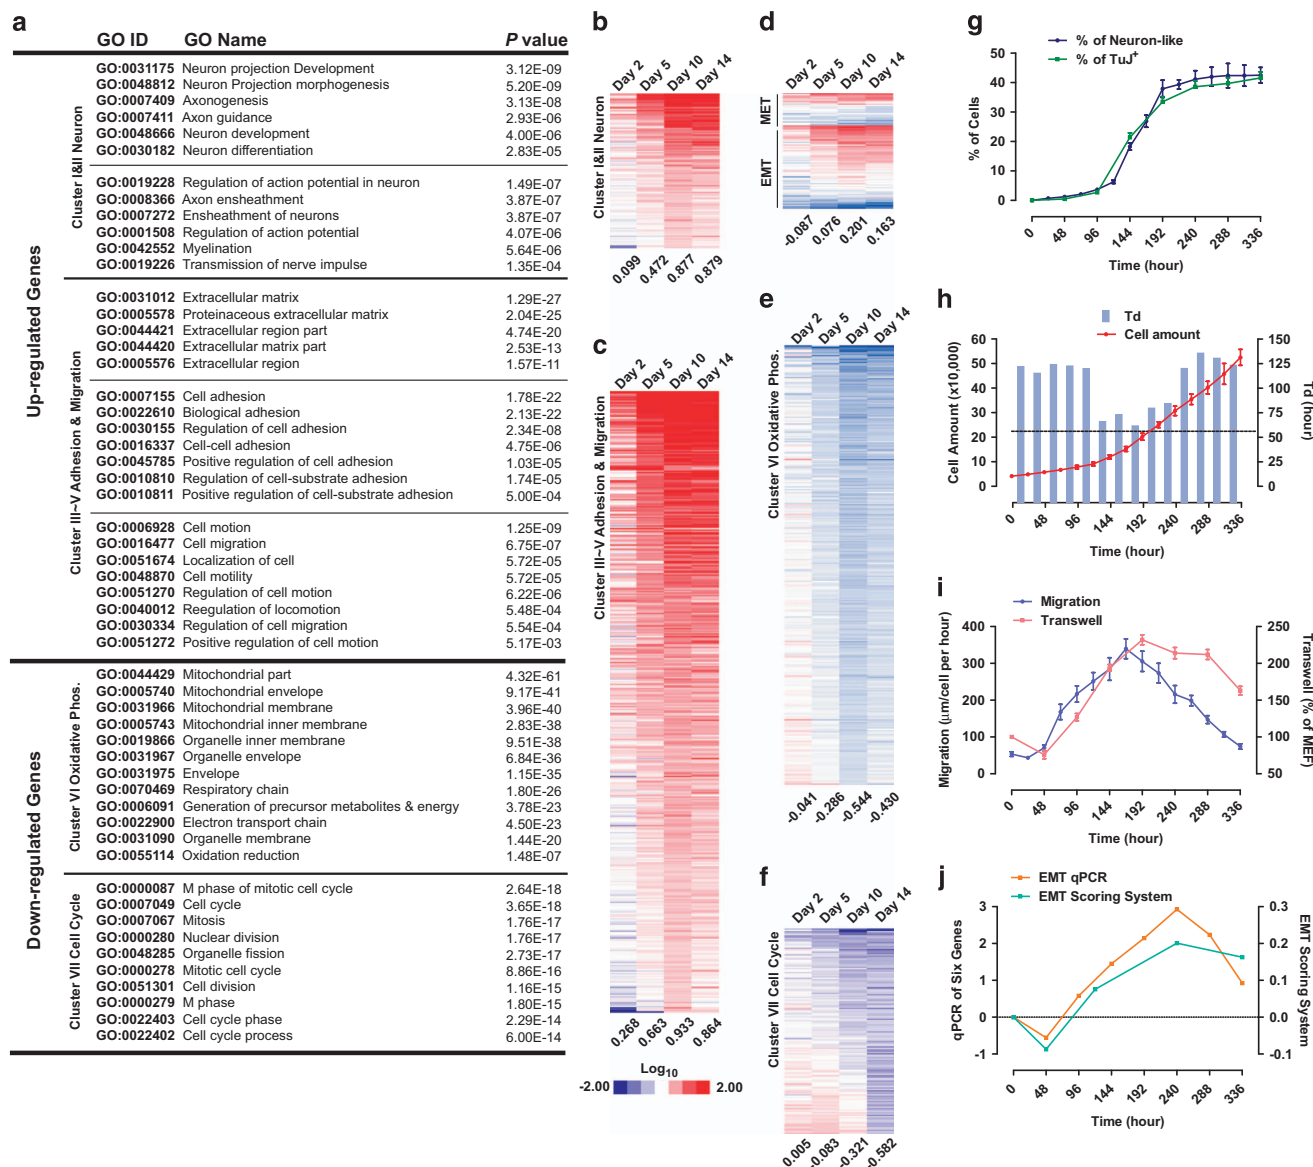 a
GO ID GO Name P value
Up-regulated Genes
Cluster I&II Neuron
GO:0031175 Neuron projection Development 3.12E-09
GO:0048812 Neuron Projection morphogenesis 5.20E-09
GO:0007409 Axonogenesis 3.13E-08
GO:0007411 Axon guidance 2.93E-06
GO:0048666 Neuron development 4.00E-06
GO:0030182 Neuron differentiation 2.83E-05
GO:0019228 Regulation of action potential in neuron 1.49E-07
GO:0008366 Axon ensheathment 3.87E-07
GO:0007272 Ensheathment of neurons 3.87E-07
GO:0001508 Regulation of action potential 4.07E-06
GO:0042552 Myelination 5.64E-06
GO:0019226 Transmission of nerve impulse 1.35E-04
Cluster III~V Adhesion & Migration
GO:0031012 Extracellular matrix 1.29E-27
GO:0005578 Proteinaceous extracellular matrix 2.04E-25
GO:0044421 Extracellular region part 4.74E-20
GO:0044420 Extracellular matrix part 2.53E-13
GO:0005576 Extracellular region 1.57E-11
GO:0007155 Cell adhesion 1.78E-22
GO:0022610 Biological adhesion 2.13E-22
GO:0030155 Regulation of cell adhesion 2.34E-08
GO:0016337 Cell-cell adhesion 4.75E-06
GO:0045785 Positive regulation of cell adhesion 1.03E-05
GO:0010810 Regulation of cell-substrate adhesion 1.74E-05
GO:0010811 Positive regulation of cell-substrate adhesion 5.00E-04
GO:0006928 Cell motion 1.25E-09
GO:0016477 Cell migration 6.75E-07
GO:0051674 Localization of cell 5.72E-05
GO:0048870 Cell motility 5.72E-05
GO:0051270 Regulation of cell motion 6.22E-06
GO:0040012 Reegulation of locomotion 5.48E-04
GO:0030334 Regulation of cell migration 5.54E-04
GO:0051272 Positive regulation of cell motion 5.17E-03
Down-regulated Genes
Cluster VI Oxidative Phos.
GO:0044429 Mitochondrial part 4.32E-61
GO:0005740 Mitochondrial envelope 9.17E-41
GO:0031966 Mitochondrial membrane 3.96E-40
GO:0005743 Mitochondrial inner membrane 2.83E-38
GO:0019866 Organelle inner membrane 9.51E-38
GO:0031967 Organelle envelope 6.84E-36
GO:0031975 Envelope 1.15E-35
GO:0070469 Respiratory chain 1.80E-26
GO:0006091 Generation of precursor metabolites & energy 3.78E-23
GO:0022900 Electron transport chain 4.50E-23
GO:0031090 Organelle membrane 1.44E-20
GO:0055114 Oxidation reduction 1.48E-07
Cluster VII Cell Cycle
GO:0000087 M phase of mitotic cell cycle 2.64E-18
GO:0007049 Cell cycle 3.65E-18
GO:0007067 Mitosis 1.76E-17
GO:0000280 Nuclear division 1.76E-17
GO:0048285 Organelle fission 2.73E-17
GO:0000278 Mitotic cell cycle 8.86E-16
GO:0051301 Cell division 1.16E-15
GO:0000279 M phase 1.80E-15
GO:0022403 Cell cycle phase 2.29E-14
GO:0022402 Cell cycle process 6.00E-14
b
Day 2 Day 5 Day 10 Day 14
Cluster I&II Neuron
0.099 0.472 0.877 0.879
c
Day 2 Day 5 Day 10 Day 14
Cluster III~V Adhesion & Migration
0.268 0.663 0.933 0.864
Log10
-2.00 2.00
d
Day 2 Day 5 Day 10 Day 14
MET
EMT
-0.087 0.076 0.201 0.163
e
Day 2 Day 5 Day 10 Day 14
Cluster VI Oxidative Phos.
-0.041 -0.286 -0.544 -0.430
f
Day 2 Day 5 Day 10 Day 14
Cluster VII Cell Cycle
0.005 -0.083 -0.321 -0.582
g
% of Neuron-like
% of TuJ+
% of Cells
50
40
30
20
10
0
0 48 96 144 192 240 288 336
Time (hour)
h
Td
Cell amount
Cell Amount (x10,000)
60
50
40
30
20
10
0
Td (hour)
150
125
100
75
50
25
0
0 48 96 144 192 240 288 336
Time (hour)
i
Migration
Transwell
Migration (μm/cell per hour)
400
300
200
100
0
Transwell (% of MEF)
250
200
150
100
50
0 48 96 144 192 240 288 336
Time (hour)
j
EMT qPCR
EMT Scoring System
qPCR of Six Genes
3
2
1
0
-1
EMT Scoring System
0.3
0.2
0.1
0.0
-0.1
0 48 96 144 240 288 336
Time (hour)